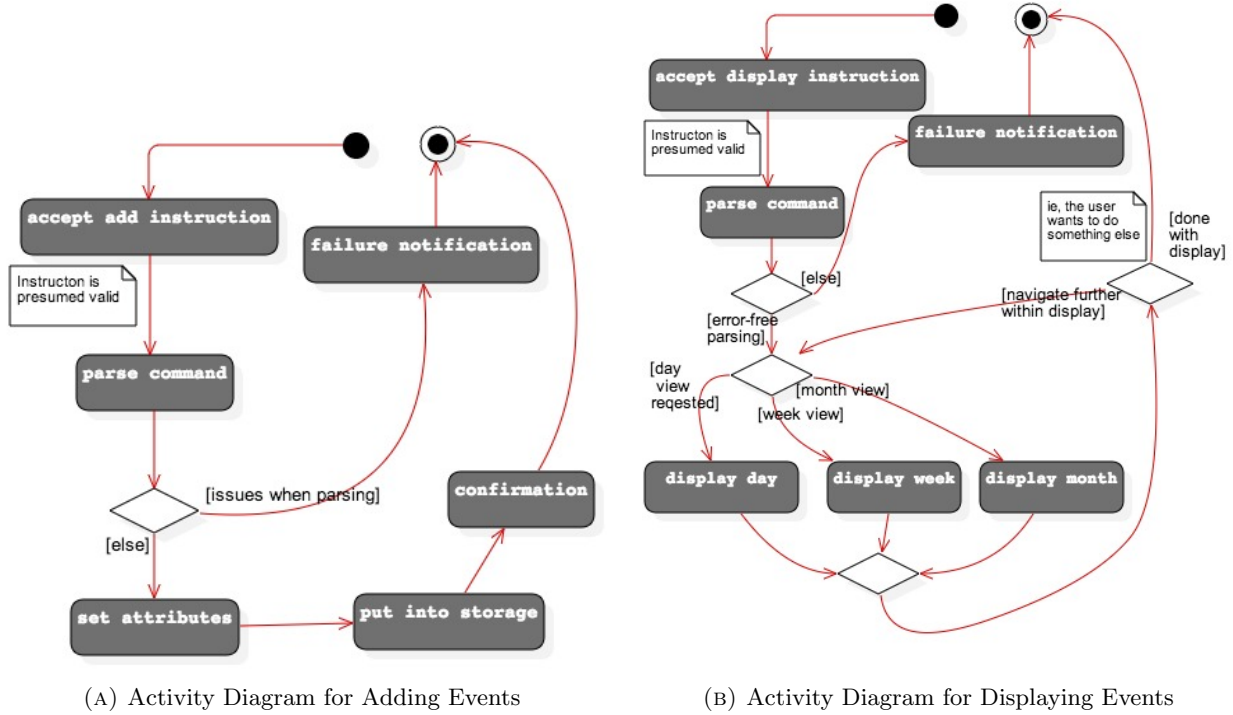 accept add instruction
Instructon is
presumed valid
parse command
[issues when parsing]
[else]
set attributes
put into storage
confirmation
failure notification
(A) Activity Diagram for Adding Events
accept display instruction
Instructon is
presumed valid
failure notification
parse command
[else]
ie, the user
wants to do
something else
[done
with
display]
[navigate further
within display]
[error-free
parsing]
[day
view
reqested]
[month view]
[week view]
display day
display week
display month
(B) Activity Diagram for Displaying Events